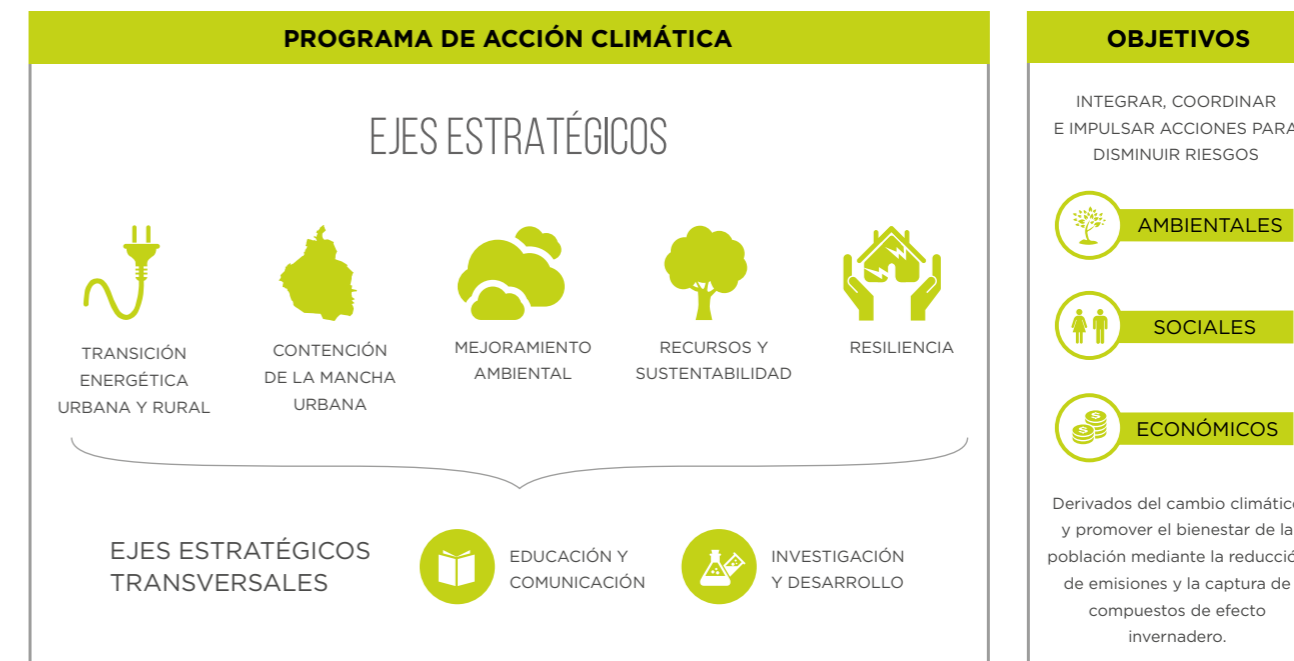 PROGRAMA DE ACCIÓN CLIMÁTICA
EJES ESTRATÉGICOS
TRANSICIÓN
ENERGÉTICA
URBANA Y RURAL
CONTENCIÓN
DE LA MANCHA
URBANA
MEJORAMIENTO
AMBIENTAL
RECURSOS Y
SUSTENTABILIDAD
RESILIENCIA
EJES ESTRATÉGICOS
TRANSVERSALES
EDUCACIÓN Y
COMUNICACIÓN
INVESTIGACIÓN
Y DESARROLLO
OBJETIVOS
INTEGRAR, COORDINAR
E IMPULSAR ACCIONES PARA
DISMINUIR RIESGOS
AMBIENTALES
SOCIALES
ECONÓMICOS
Derivados del cambio climático
y promover el bienestar de la
población mediante la reducció
de emisiones y la captura de
compuestos de efecto
invernadero.